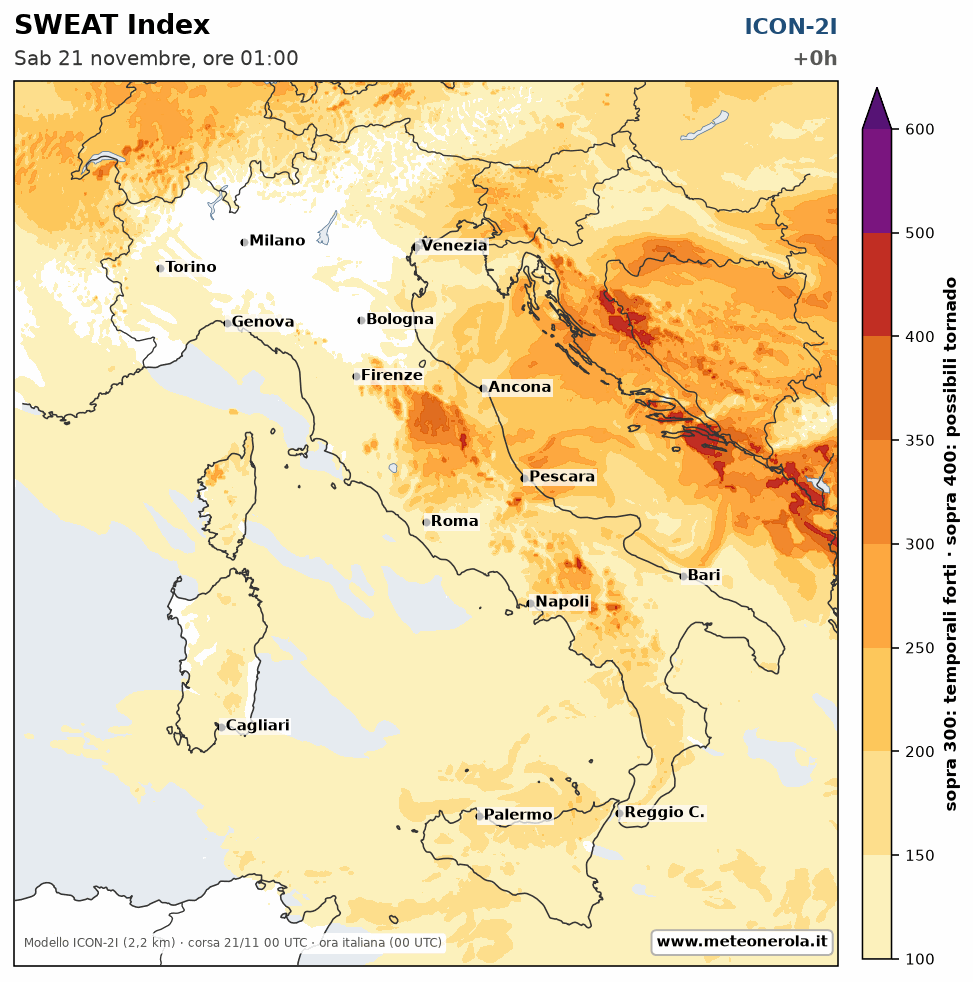 SWEAT Index
ICON-2I
Sab 21 novembre, ore 01:00
+0h
600
500
400
350
300
250
200
150
100
sopra 300: temporali forti · sopra 400: possibili tornado
Milano
Venezia
Torino
Genova
Bologna
Firenze
Ancona
Pescara
Roma
Bari
Napoli
Cagliari
Palermo
Reggio C.
Modello ICON-2I (2,2 km) · corsa 21/11 00 UTC · ora italiana (00 UTC)
www.meteonerola.it